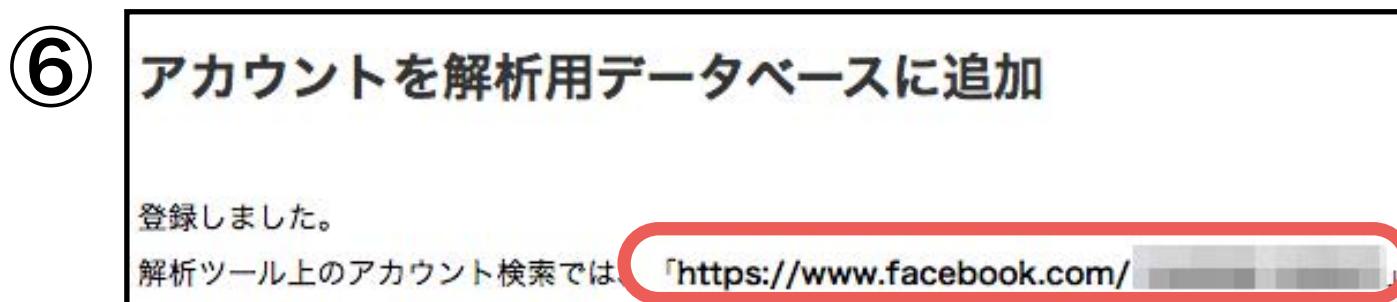 ⑥
アカウントを解析用データベースに追加
登録しました。
解析ツール上のアカウント検索では、「https://www.facebook.com/